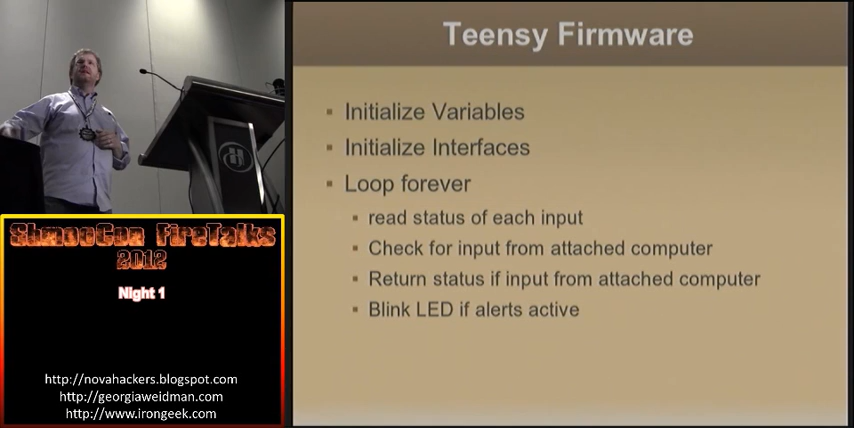 Teensy Firmware
Initialize Variables
Initialize Interfaces
Loop forever
read status of each input
Check for input from attached computer
Return status if input from attached computer
Blink LED if alerts active
ShmooCon FireTalks
2012
Night 1
http://novahackers.blogspot.com
http://georgiaweidman.com
http://www.irongeek.com